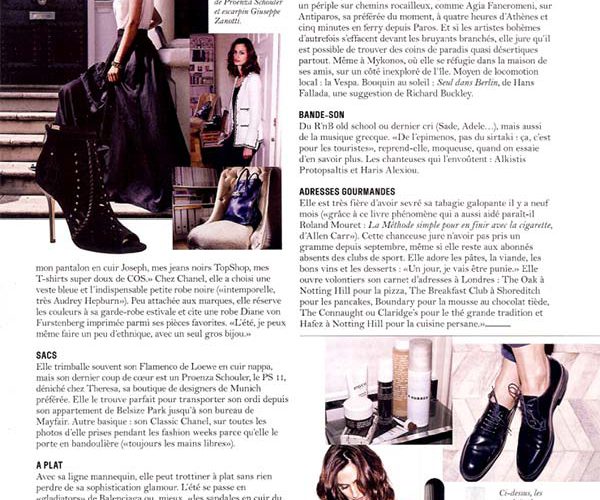 de Proenza Schouler
et escarpin Giuseppe
Zanotti.
mon pantalon en cuir Joseph, mes jeans noirs TopShop, mes
T-shirts super doux de COS.» Chez Chanel, elle a choisi une
veste bleue et l'indispensable petite robe noire («intemporelle,
très Audrey Hepburn»). Peu attachée aux marques, elle réserve
les couleurs à sa garde-robe estivale et cite une robe Diane von
Furstenberg imprimée parmi ses pièces favorites. «L'été, je peux
même faire un peu d'ethnique, avec un seul gros bijou.»
SACS
Elle trimballe souvent son Flamenco de Loewe en cuir nappa,
mais son dernier coup de cœur est un Proenza Schouler, le PS 11,
déniché chez Theresa, sa boutique de designers de Munich
préférée. Elle le trouve parfait pour transporter son ordi depuis
son appartement de Belsize Park jusqu'à son bureau de
Mayfair. Autre basique : son Classic Chanel, sur toutes les
photos d'elle prises pendant les fashion weeks parce qu'elle le
porte en bandoulière («toujours les mains libres»).
A PLAT
Avec sa ligne mannequin, elle peut trottiner à plat sans rien
perdre de sa sophistication glamour. L'été se passe en
«gladiators» de Balenciaga ou, mieux, «des sandales en cuir du
un périple sur chemins rocailleux, comme Agia Faneromeni, sur
Antiparos, sa préférée du moment, à quatre heures d'Athènes et
cinq minutes en ferry depuis Paros. Et si les artistes bohèmes
d'autrefois s'effacent devant les bruyants branchés, elle jure qu'il
est possible de trouver des coins de paradis quasi désertiques
partout. Même à Mykonos, où elle se réfugie dans la maison de
ses amis, sur un côté inexploré de l'île. Moyen de locomotion
local : la Vespa. Bouquin au soleil : Seul dans Berlin, de Hans
Fallada, une suggestion de Richard Buckley.
BANDE-SON
Du R'nB old school ou dernier cri (Sade, Adele...), mais aussi
de la musique grecque. «De l'epimenos, pas du sirtaki : ça, c'est
pour les touristes», reprend-elle, moqueuse, quand on essaie
d'en savoir plus. Les chanteuses qui l'envoûtent : Alkistis
Protopsaltis et Haris Alexiou.
ADRESSES GOURMANDES
Elle est très fière d'avoir sevré sa tabagie galopante il y a neuf
mois («grâce à ce livre phénomène qui a aussi aidé paraît-il
Roland Mouret : La Méthode simple pour en finir avec la cigarette,
d'Allen Carr»). Cette chanceuse jure n'avoir pas pris un
gramme depuis septembre, même si elle reste aux abonnés
absents des clubs de sport. Elle adore les pâtes, la viande, les
bons vins et les desserts : «Un jour, je vais être punie.» Elle
ouvre volontiers son carnet d'adresses à Londres : The Oak à
Notting Hill pour la pizza, The Breakfast Club à Shoreditch
pour les pancakes, Boundary pour la mousse au chocolat tiède,
The Connaught ou Claridge's pour le thé grande tradition et
Hafez à Notting Hill pour la cuisine persane.»
Ci-dessus, les